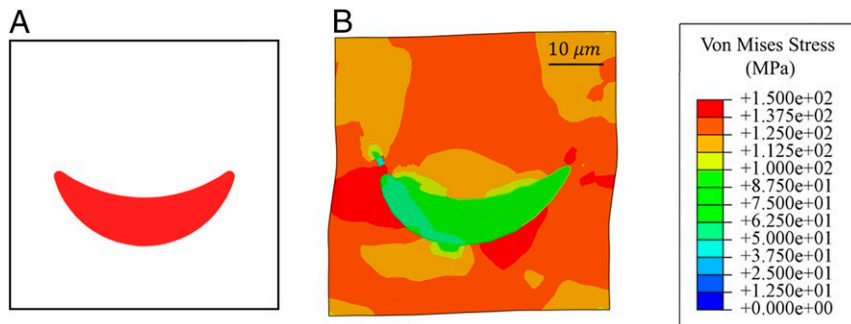 A
B
10 μm
Von Mises Stress
(MPa)
+1.500e+02
+1.375e+02
+1.250e+02
+1.125e+02
+1.000e+02
+8.750e+01
+7.500e+01
+6.250e+01
+5.000e+01
+3.750e+01
+2.500e+01
+1.250e+01
+0.000e+00